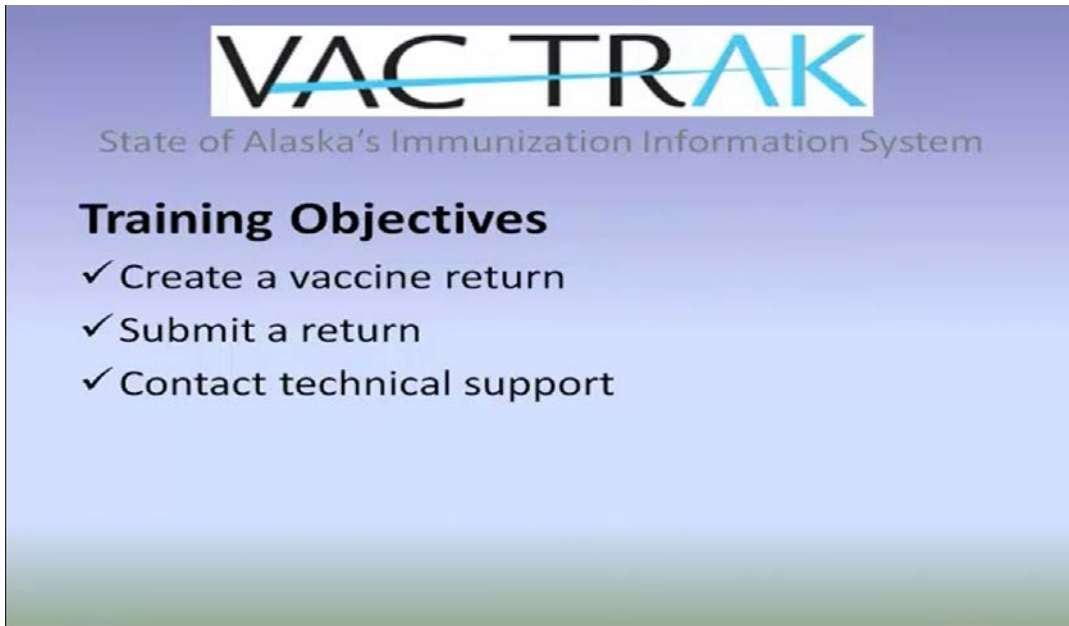 VAC TRAK
State of Alaska's Immunization Information System
Training Objectives
✓ Create a vaccine return
✓ Submit a return
✓ Contact technical support